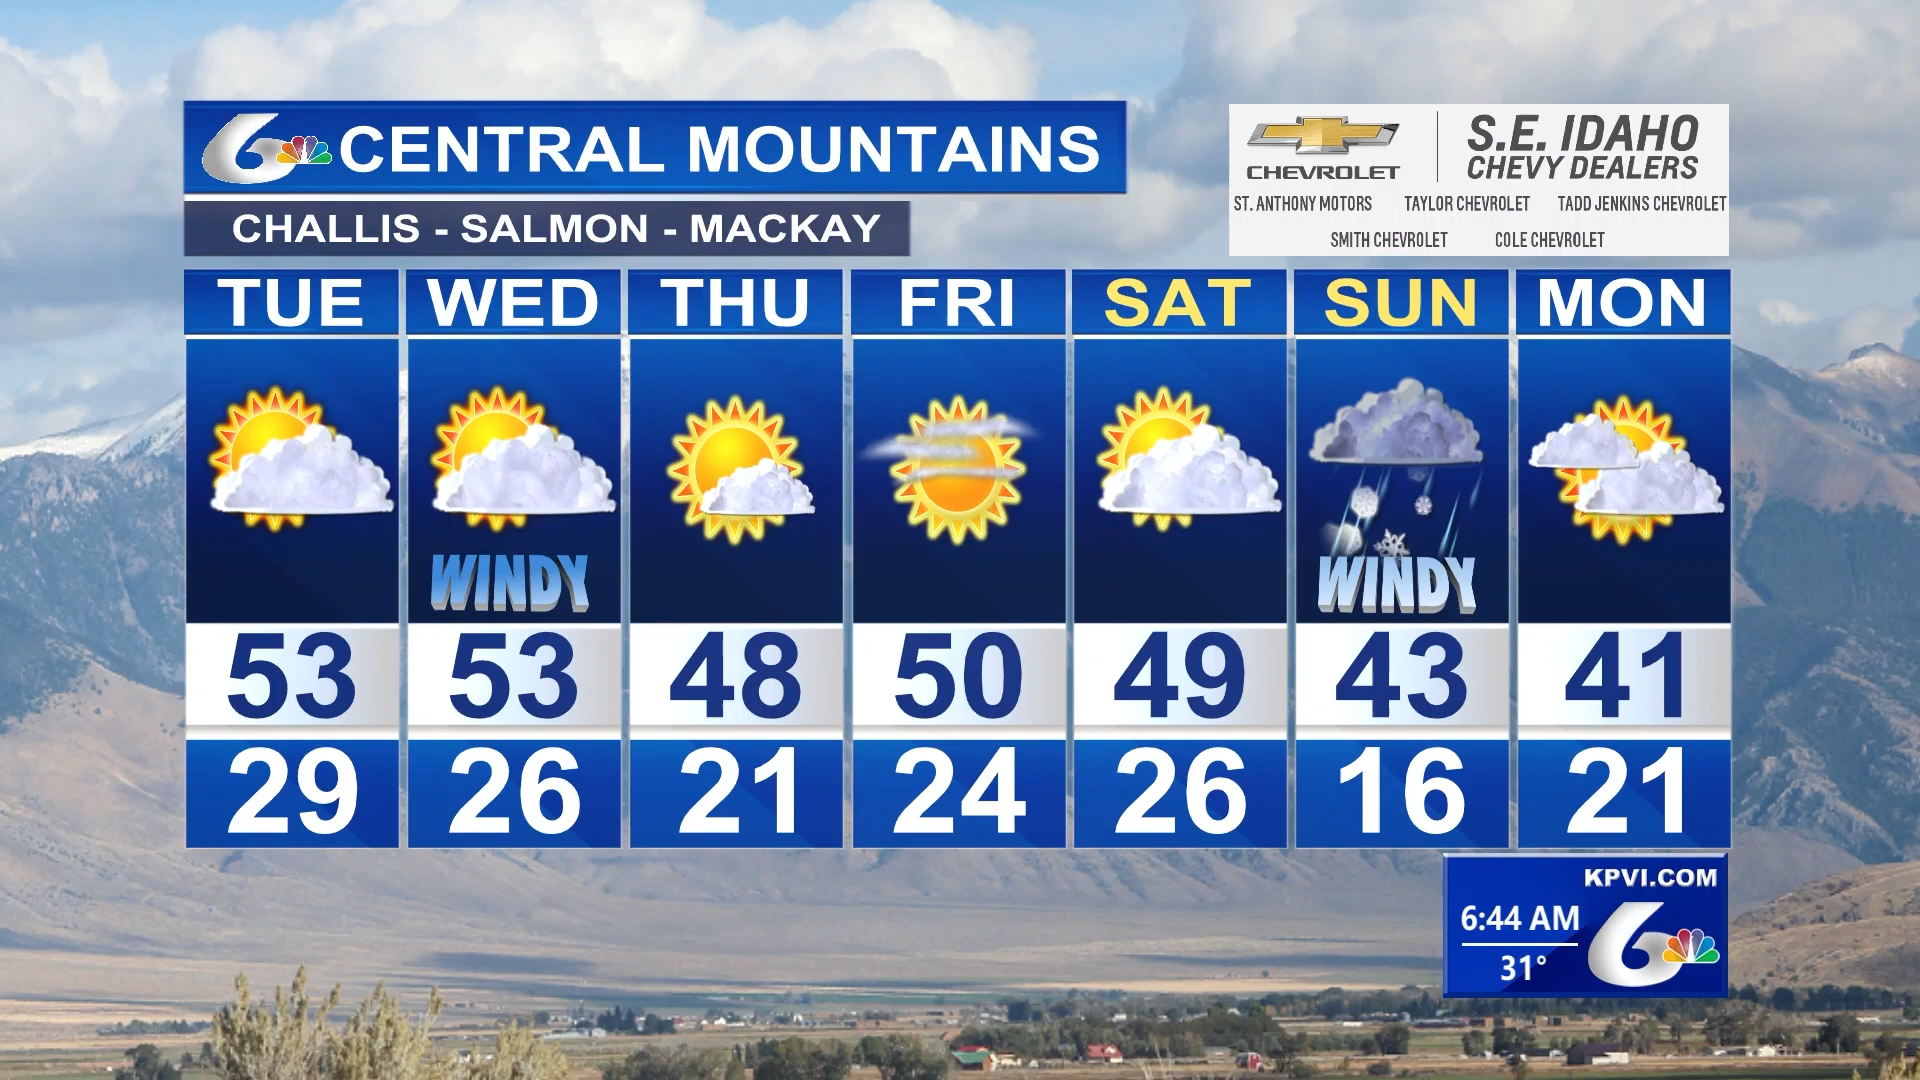 6 CENTRAL MOUNTAINS
CHALLIS - SALMON - MACKAY
CHEVROLET
S.E. IDAHO
CHEVY DEALERS
ST. ANTHONY MOTORS TAYLOR CHEVROLET TADD JENKINS CHEVROLET
SMITH CHEVROLET COLE CHEVROLET
TUE WED THU FRI SAT SUN MON
WINDY WINDY
53 53 48 50 49 43 41
29 26 21 24 26 16 21
KPVI.COM
6:44 AM
31°
6